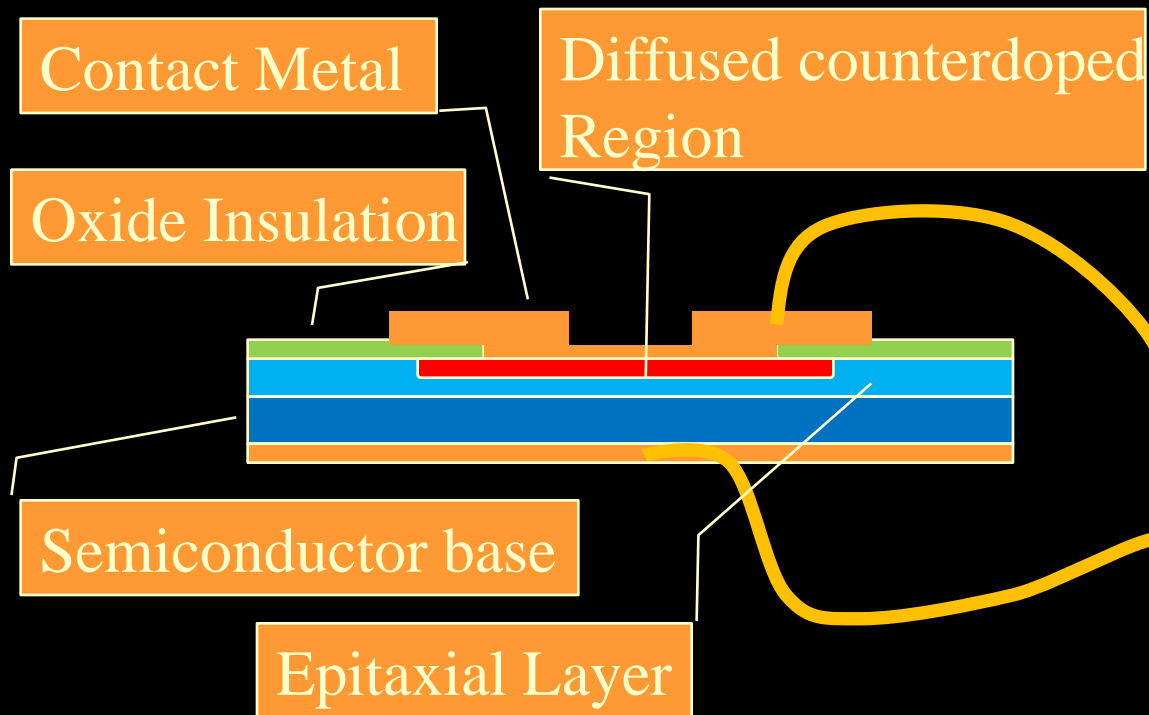 Contact Metal
Diffused counterdoped
Region
Oxide Insulation
Semiconductor base
Epitaxial Layer